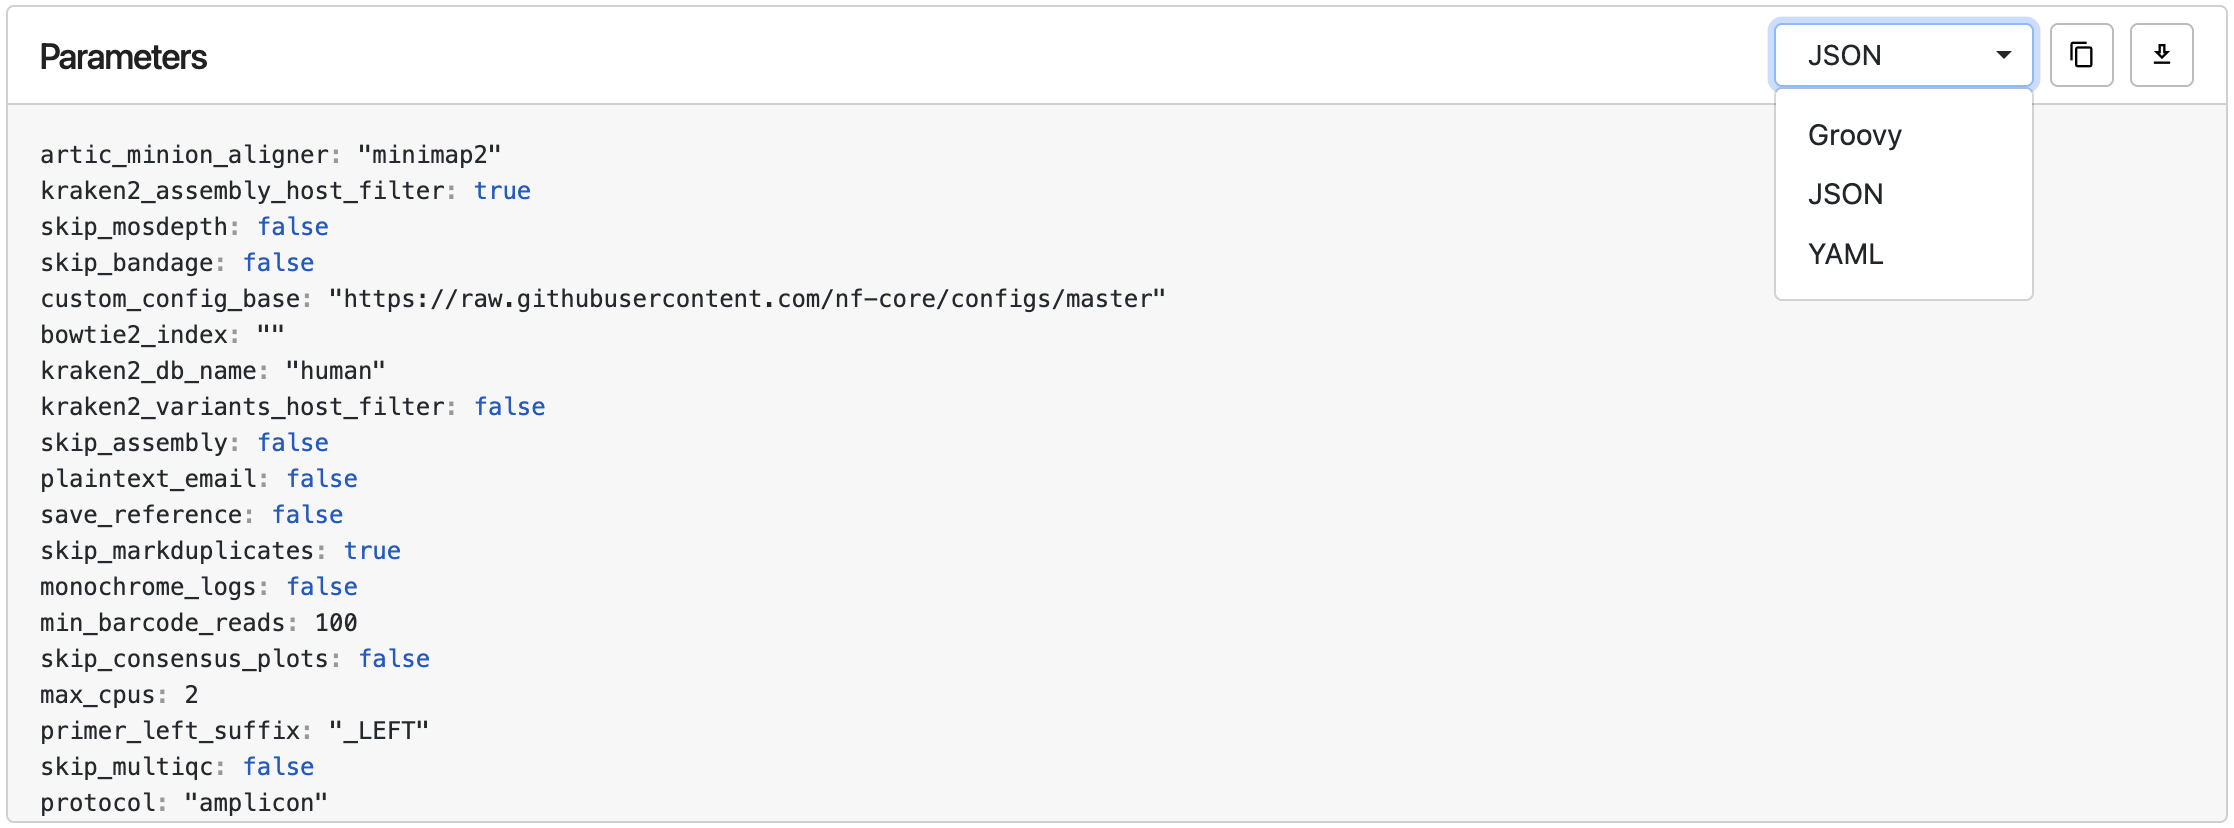 Parameters
JSON
Groovy
JSON
YAML
artic_minion_aligner: "minimap2"
kraken2_assembly_host_filter: true
skip_mosdepth: false
skip_bandage: false
custom_config_base: "https://raw.githubusercontent.com/nf-core/configs/master"
bowtie2_index: ""
kraken2_db_name: "human"
kraken2_variants_host_filter: false
skip_assembly: false
plaintext_email: false
save_reference: false
skip_markduplicates: true
monochrome_logs: false
min_barcode_reads: 100
skip_consensus_plots: false
max_cpus: 2
primer_left_suffix: "_LEFT"
skip_multiqc: false
protocol: "amplicon"